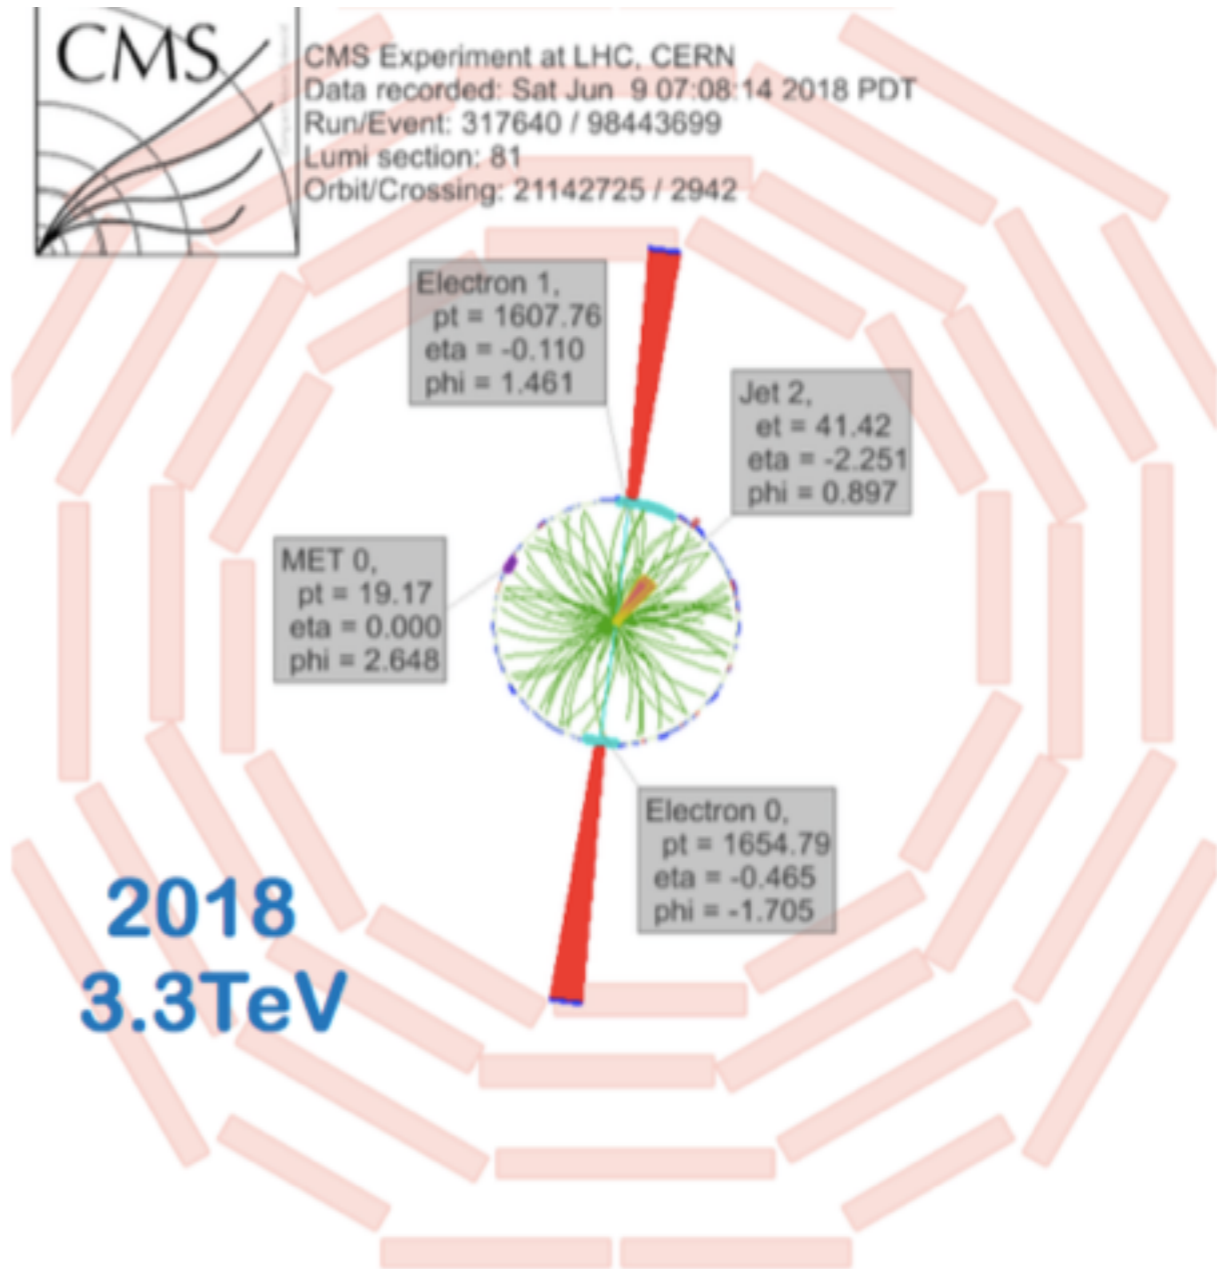 CMS
CMS Experiment at LHC, CERN
Data recorded: Sat Jun 9 07:08:14 2018 PDT
Run/Event: 317640 / 98443699
Lumi section: 81
Orbit/Crossing: 21142725 / 2942
Electron 1,
pt = 1607.76
eta = -0.110
phi = 1.461
Jet 2,
et = 41.42
eta = -2.251
phi = 0.897
MET 0,
pt = 19.17
eta = 0.000
phi = 2.648
Electron 0,
pt = 1654.79
eta = -0.465
phi = -1.705
2018
3.3TeV